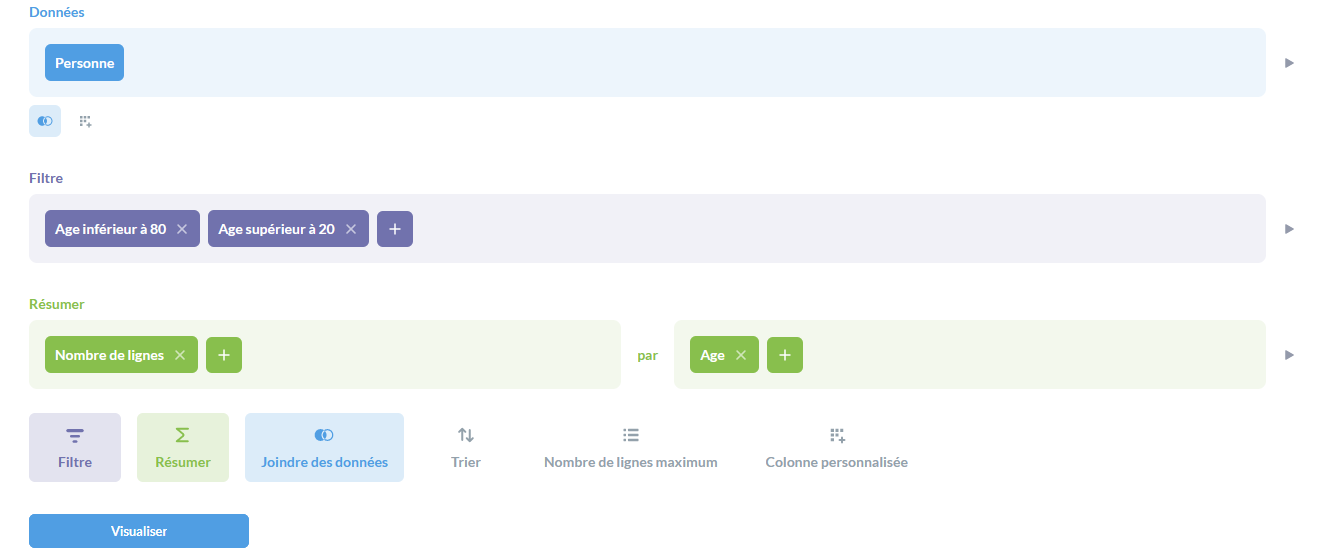 Données
Personne
Filtre
Age inférieur à 80
Age supérieur à 20
Résumer
Nombre de lignes
par
Age
Filtre
Résumer
Joindre des données
Trier
Nombre de lignes maximum
Colonne personnalisée
Visualiser